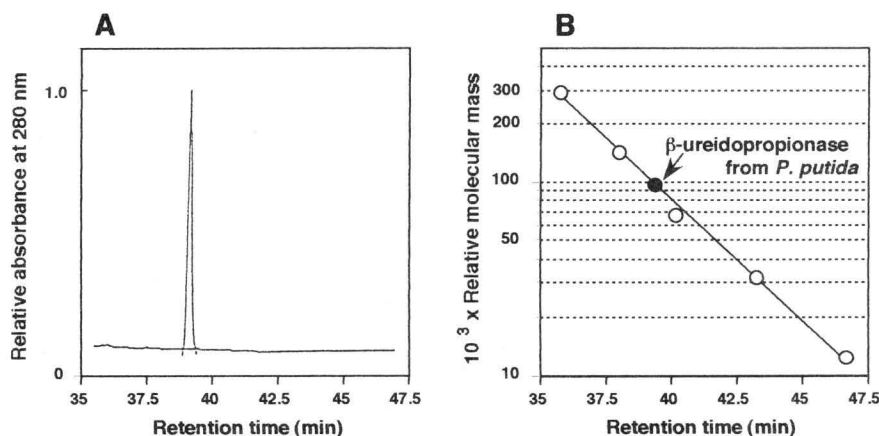 A
Relative absorbance at 280 nm
1.0
0
35
37.5
40
42.5
45
47.5
Retention time (min)
B
10³ x Relative molecular mass
300
200
100
50
10
β-ureidopropionase
from P. putida
35
37.5
40
42.5
45
47.5
Retention time (min)